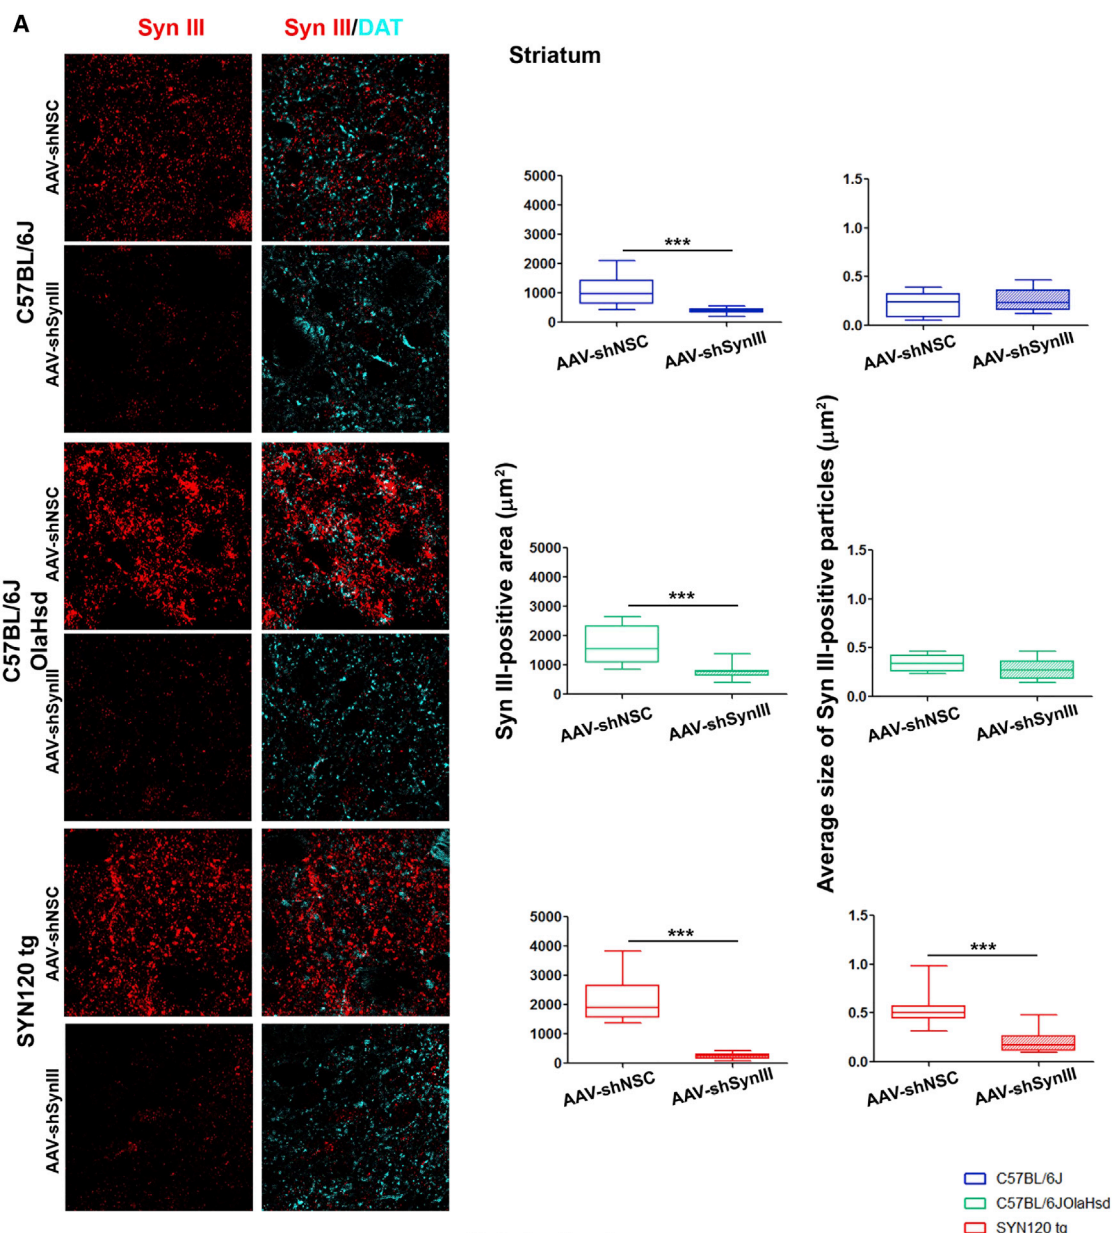 A
Syn III
Syn III/DAT
Striatum
C57BL/6J
AAV-shNSC
AAV-shSynIII
C57BL/6J
OlaHsd
AAV-shNSC
AAV-shSynIII
SYN120 tg
AAV-shNSC
AAV-shSynIII
Syn III-positive area (μm²)
5000
4000
3000
2000
1000
0
***
AAV-shNSC
AAV-shSynIII
5000
4000
3000
2000
1000
0
***
AAV-shNSC
AAV-shSynIII
5000
4000
3000
2000
1000
0
***
AAV-shNSC
AAV-shSynIII
Average size of Syn III-positive particles (μm²)
1.5
1.0
0.5
0.0
AAV-shNSC
AAV-shSynIII
1.5
1.0
0.5
0.0
AAV-shNSC
AAV-shSynIII
1.5
1.0
0.5
0.0
***
AAV-shNSC
AAV-shSynIII
C57BL/6J
C57BL/6JOlaHsd
SYN120 tg